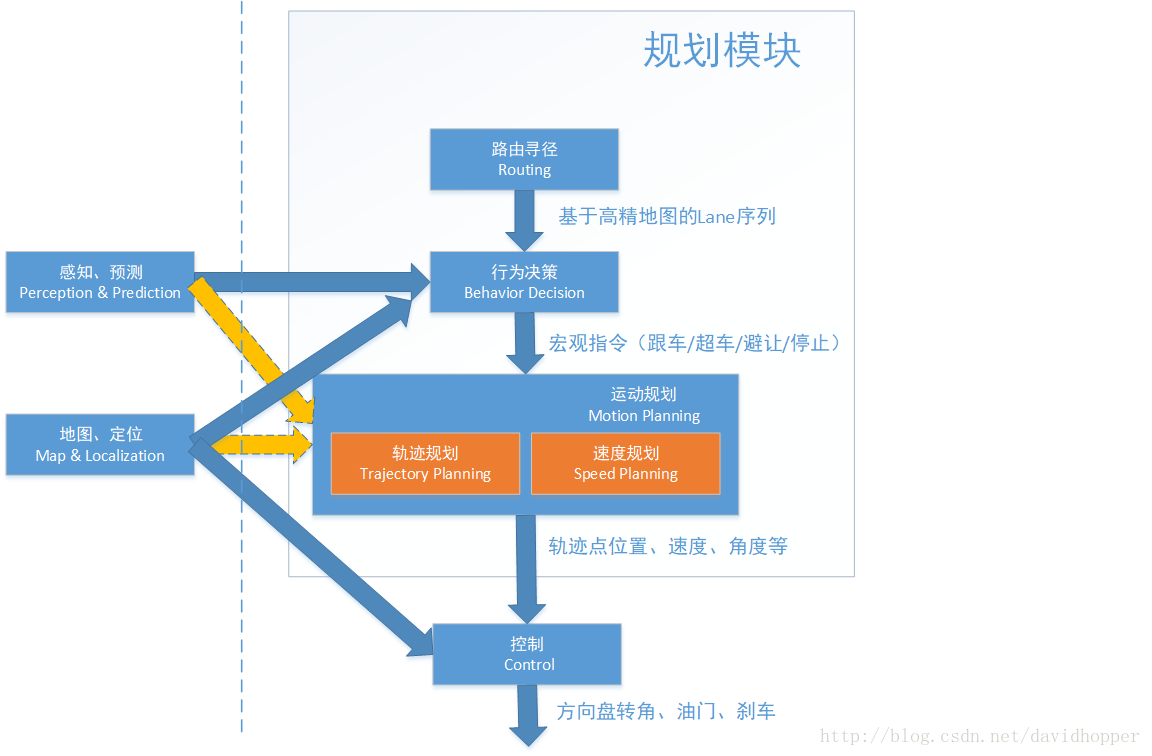 规划模块
路由寻径
Routing
基于高精地图的Lane序列
感知、预测
Perception & Prediction
行为决策
Behavior Decision
宏观指令（跟车/超车/避让/停止）
运动规划
Motion Planning
地图、定位
Map & Localization
轨迹规划
Trajectory Planning
速度规划
Speed Planning
轨迹点位置、速度、角度等
控制
Control
方向盘转角、油门、刹车
http://blog.csdn.net/davidhopper